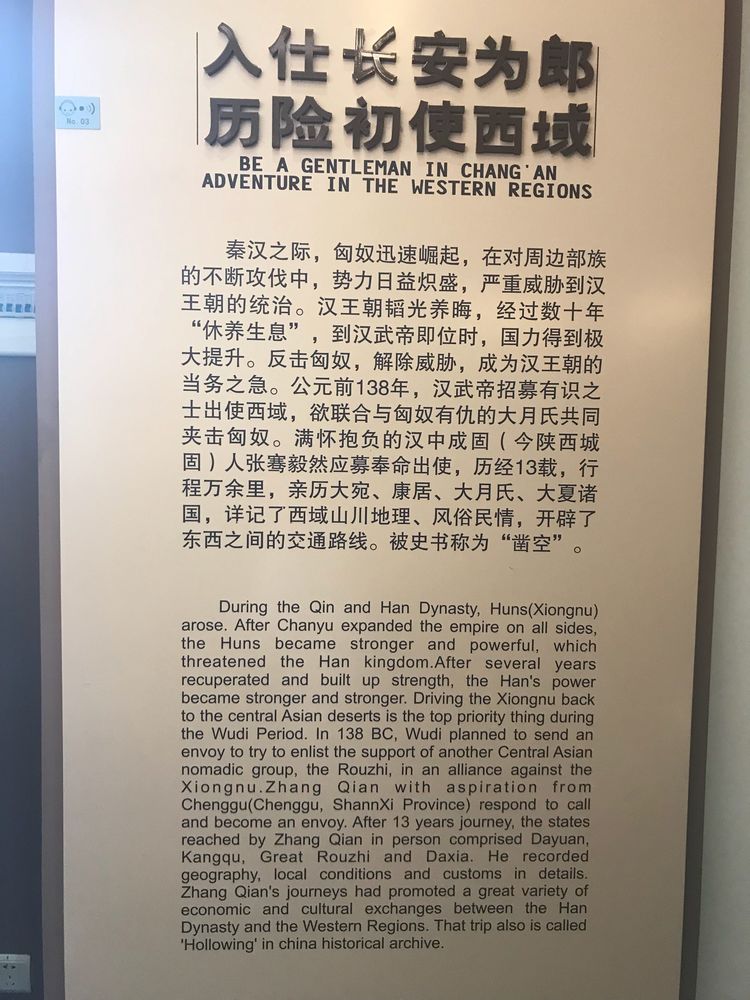 入仕长安为郎
历险初使西域
No. 03
BE A GENTLEMAN IN CHANG'AN
ADVENTURE IN THE WESTERN REGIONS
秦汉之际，匈奴迅速崛起，在对周边部族
的不断攻伐中，势力日益炽盛，严重威胁到汉
王朝的统治。汉王朝韬光养晦，经过数十年
“休养生息”，到汉武帝即位时，国力得到极
大提升。反击匈奴，解除威胁，成为汉王朝的
当务之急。公元前138年，汉武帝招募有识之
士出使西域，欲联合与匈奴有仇的大月氏共同
夹击匈奴。满怀抱负的汉中成固（今陕西城
固）人张骞毅然应募奉命出使，历经13载，行
程万余里，亲历大宛、康居、大月氏、大夏诸
国，详记了西域山川地理、风俗民情，开辟了
东西之间的交通路线。被史书称为“凿空”。
During the Qin and Han Dynasty, Huns(Xiongnu)
arose. After Chanyu expanded the empire on all sides,
the Huns became stronger and powerful, which
threatened the Han kingdom.After several years
recuperated and built up strength, the Han's power
became stronger and stronger. Driving the Xiongnu back
to the central Asian deserts is the top priority thing during
the Wudi Period. In 138 BC, Wudi planned to send an
envoy to try to enlist the support of another Central Asian
nomadic group, the Rouzhi, in an alliance against the
Xiongnu.Zhang Qian with aspiration from
Chenggu(Chenggu, ShannXi Province) respond to call
and become an envoy. After 13 years journey, the states
reached by Zhang Qian in person comprised Dayuan,
Kangqu, Great Rouzhi and Daxia. He recorded
geography, local conditions and customs in details.
Zhang Qian's journeys had promoted a great variety of
economic and cultural exchanges between the Han
Dynasty and the Western Regions. That trip also is called
'Hollowing' in china historical archive.